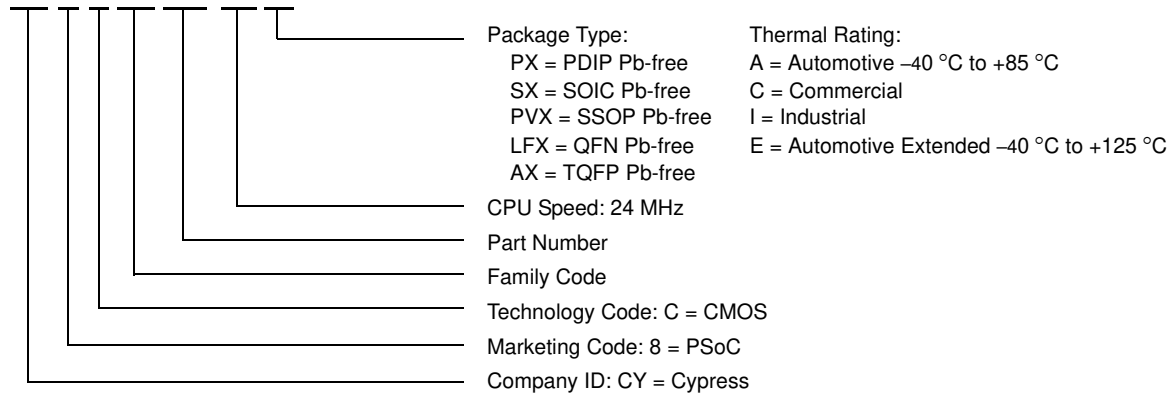 Package Type: Thermal Rating:
PX = PDIP Pb-free A = Automotive –40 °C to +85 °C
SX = SOIC Pb-free C = Commercial
PVX = SSOP Pb-free I = Industrial
LFX = QFN Pb-free E = Automotive Extended –40 °C to +125 °C
AX = TQFP Pb-free
CPU Speed: 24 MHz
Part Number
Family Code
Technology Code: C = CMOS
Marketing Code: 8 = PSoC
Company ID: CY = Cypress